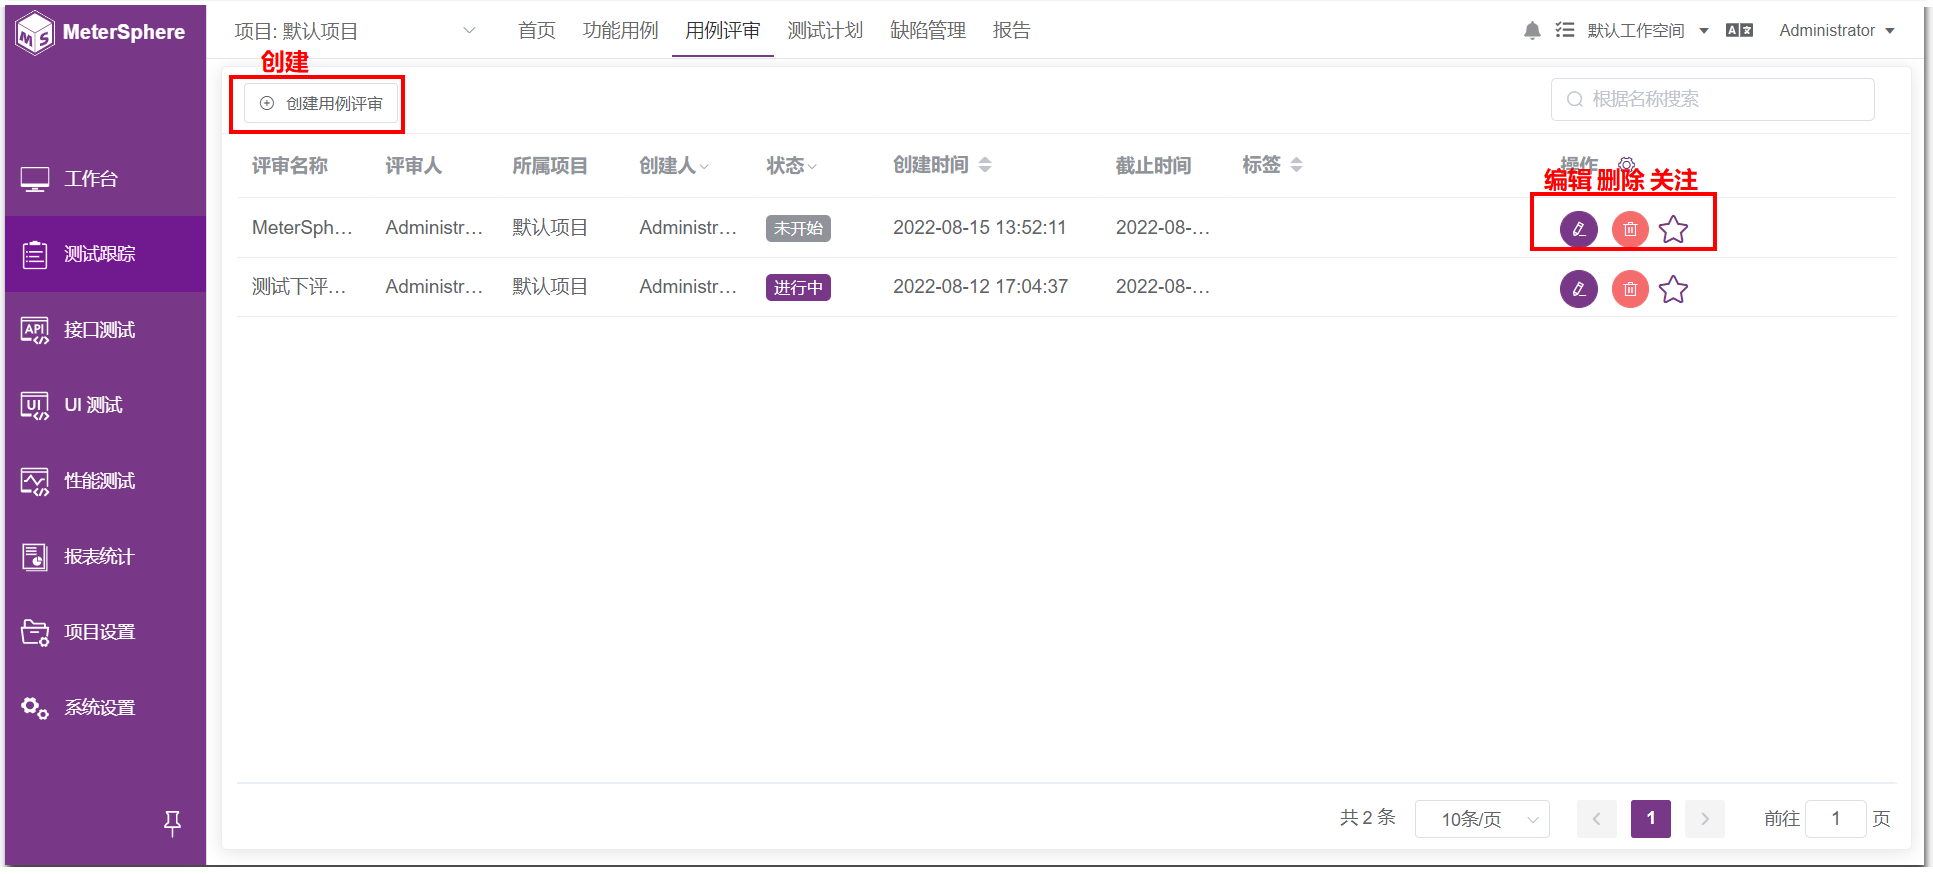 MeterSphere
项目: 默认项目
首页 功能用例 用例评审 测试计划 缺陷管理 报告
默认工作空间
Administrator
创建
创建用例评审
根据名称搜索
评审名称 评审人 所属项目 创建人 状态 创建时间 截止时间 标签 操作
编辑 删除 关注
MeterSph... Administr... 默认项目 Administr... 未开始 2022-08-15 13:52:11 2022-08-...
测试下评... Administr... 默认项目 Administr... 进行中 2022-08-12 17:04:37 2022-08-...
工作台
测试跟踪
API 接口测试
UI UI 测试
性能测试
报表统计
项目设置
系统设置
共 2 条 10条/页 1 前往 1 页